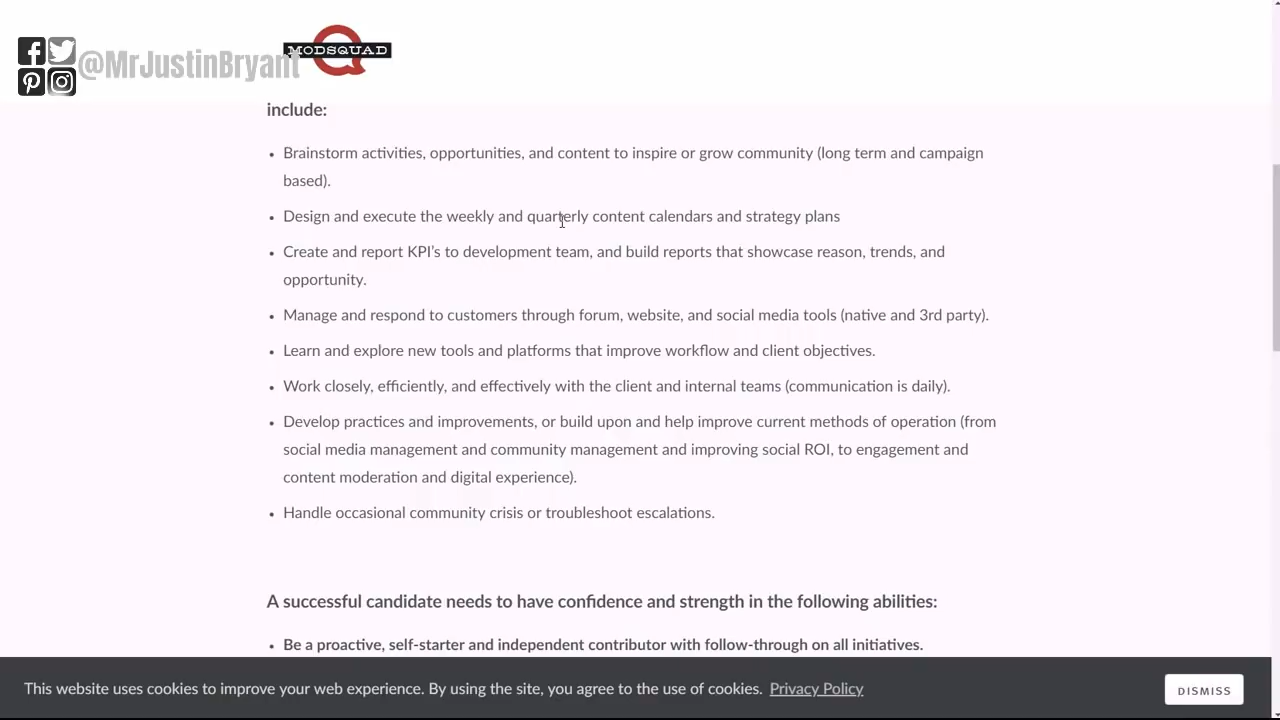 MODSQUAD
@MrJustinBryant
include:
• Brainstorm activities, opportunities, and content to inspire or grow community (long term and campaign
based).
• Design and execute the weekly and quarterly content calendars and strategy plans
• Create and report KPI's to development team, and build reports that showcase reason, trends, and
opportunity.
• Manage and respond to customers through forum, website, and social media tools (native and 3rd party).
• Learn and explore new tools and platforms that improve workflow and client objectives.
• Work closely, efficiently, and effectively with the client and internal teams (communication is daily).
• Develop practices and improvements, or build upon and help improve current methods of operation (from
social media management and community management and improving social ROI, to engagement and
content moderation and digital experience).
• Handle occasional community crisis or troubleshoot escalations.
A successful candidate needs to have confidence and strength in the following abilities:
• Be a proactive, self-starter and independent contributor with follow-through on all initiatives.
This website uses cookies to improve your web experience. By using the site, you agree to the use of cookies. Privacy Policy
DISMISS